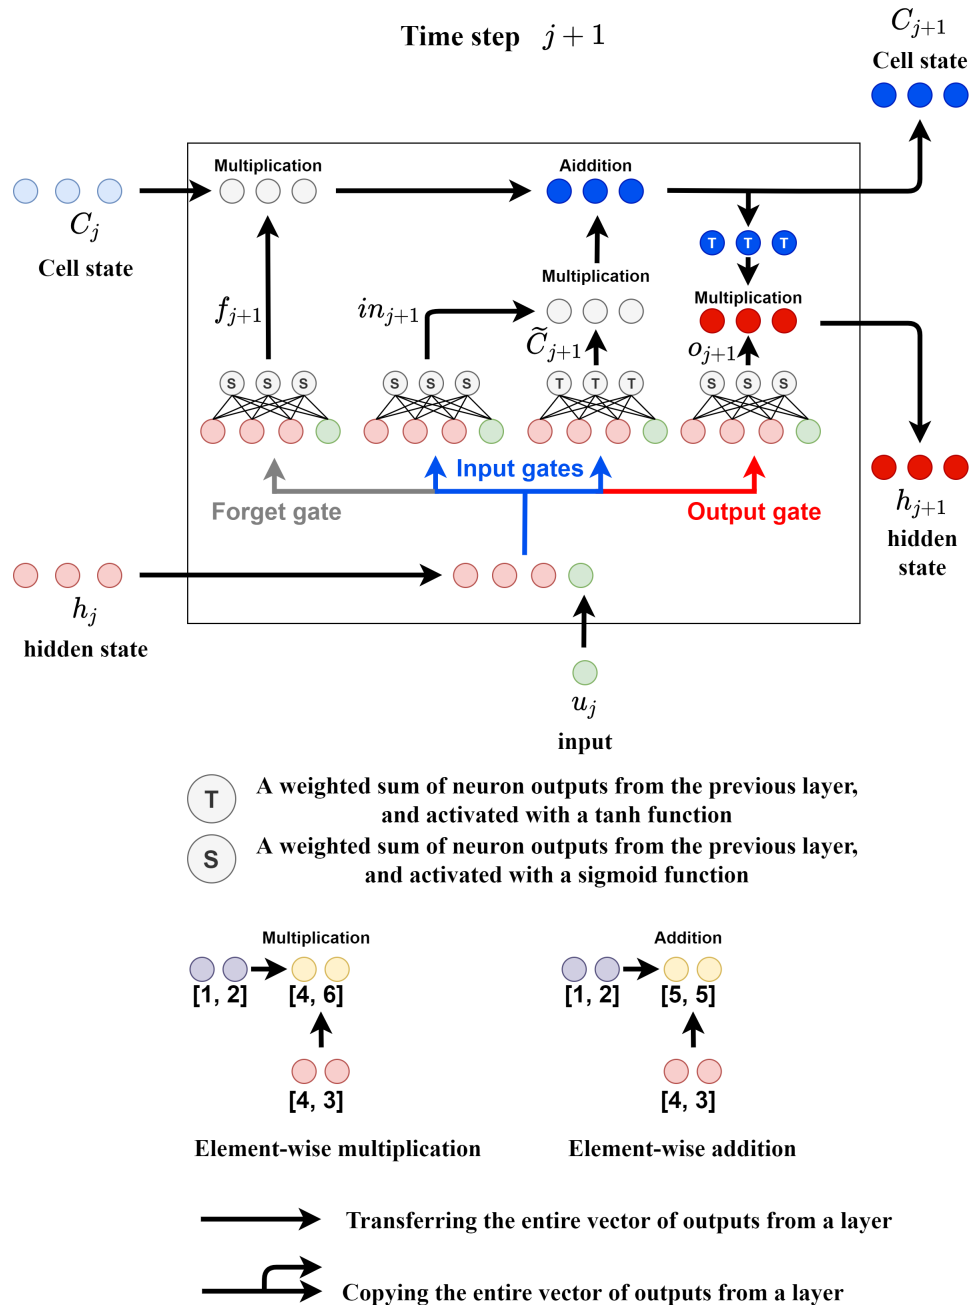 Time step j + 1
C_{j+1}
Cell state
Multiplication
Aiddition
C_j
Cell state
T T T
Multiplication
Multiplication
f_{j+1}
in_{j+1}
C̃_{j+1}
o_{j+1}
S S S
S S S
T T T
S S S
Input gates
Forget gate
Output gate
h_{j+1}
hidden
state
h_j
hidden state
u_j
input
T
A weighted sum of neuron outputs from the previous layer,
and activated with a tanh function
S
A weighted sum of neuron outputs from the previous layer,
and activated with a sigmoid function
Multiplication
[1, 2]
[4, 6]
[4, 3]
Element-wise multiplication
Addition
[1, 2]
[5, 5]
[4, 3]
Element-wise addition
Transferring the entire vector of outputs from a layer
Copying the entire vector of outputs from a layer